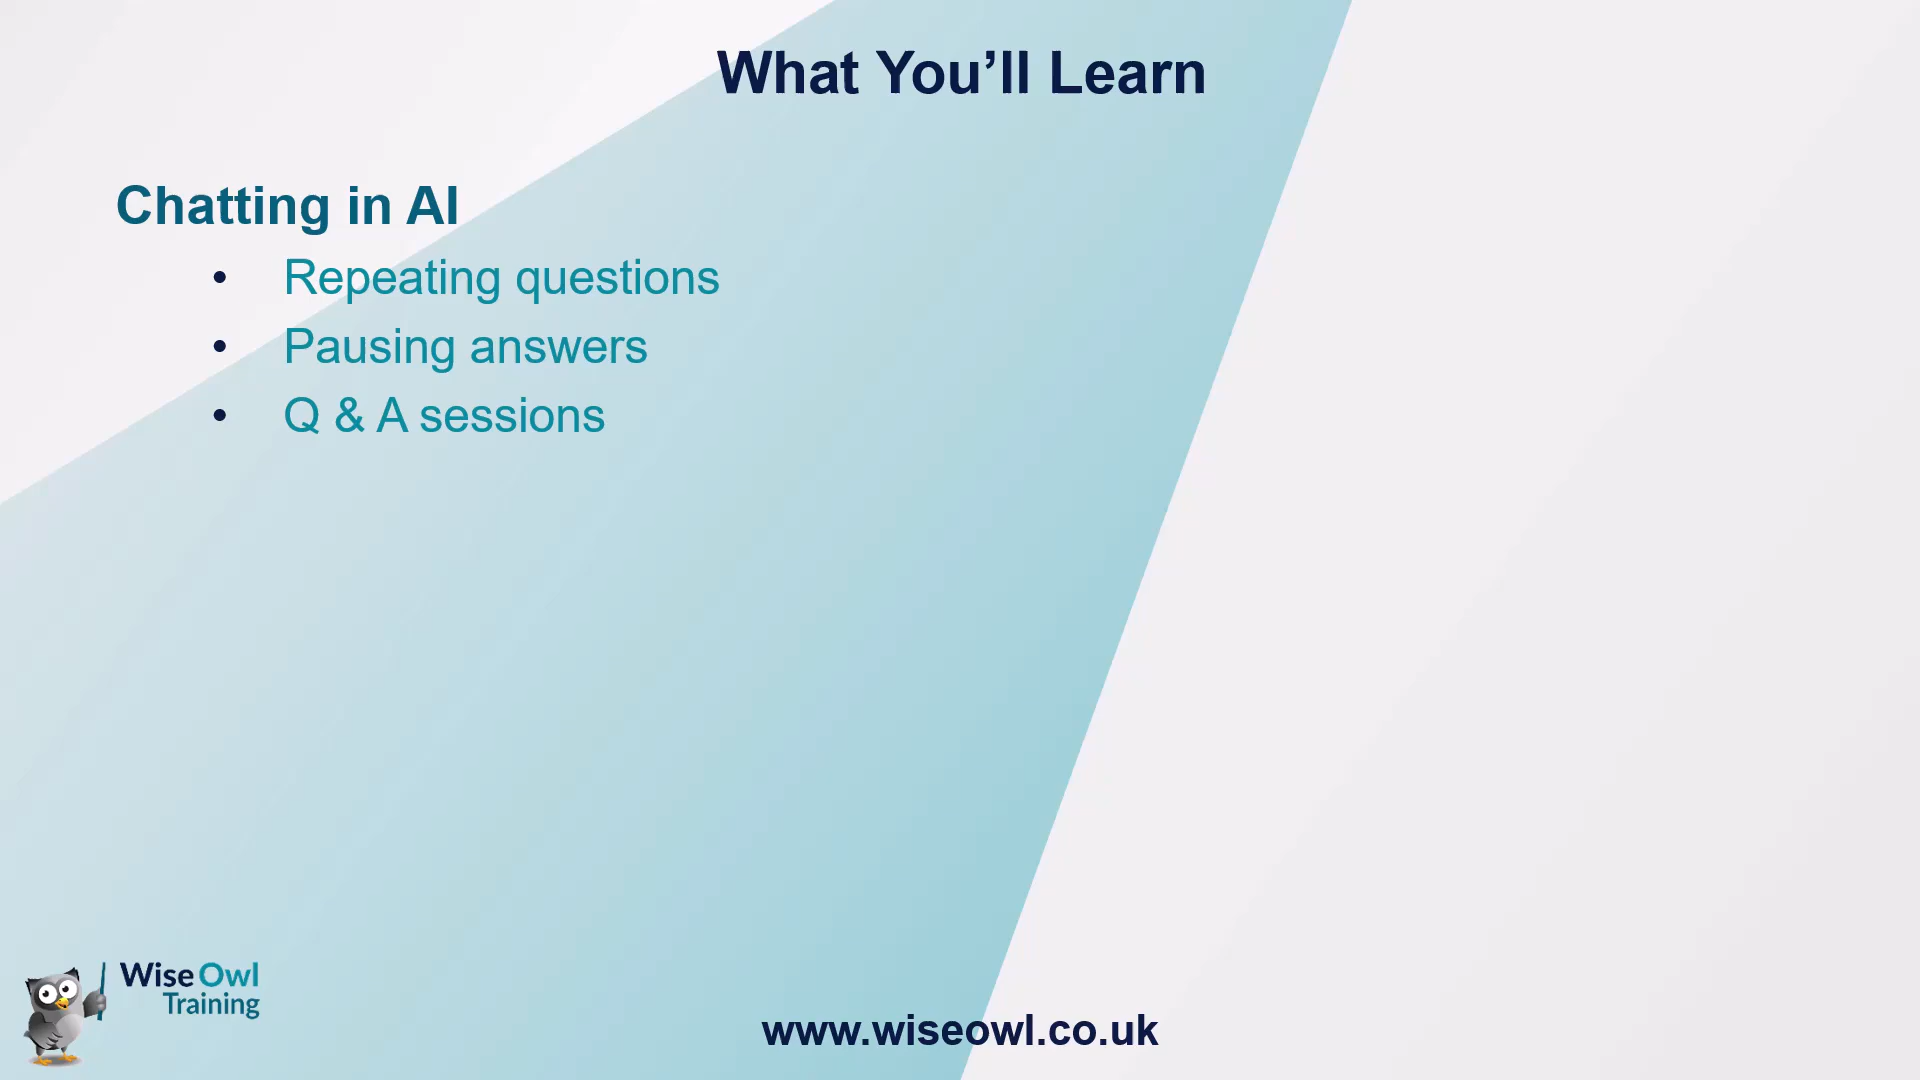 What You’ll Learn
Chatting in AI
• Repeating questions
• Pausing answers
• Q & A sessions
Wise Owl
Training
www.wiseowl.co.uk